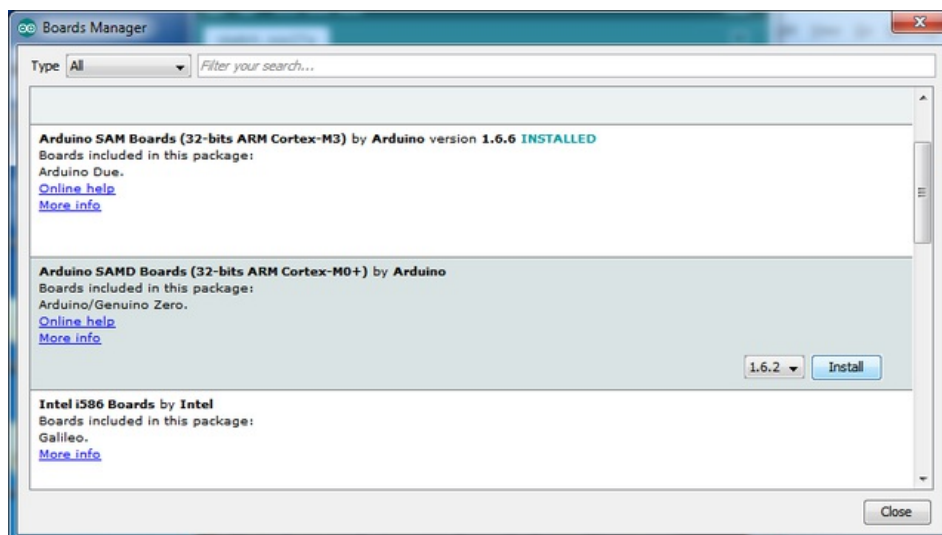 Boards Manager
Type All Filter your search...
Arduino SAM Boards (32-bits ARM Cortex-M3) by Arduino version 1.6.6 INSTALLED
Boards included in this package:
Arduino Due.
Online help
More info
Arduino SAMD Boards (32-bits ARM Cortex-M0+) by Arduino
Boards included in this package:
Arduino/Genuino Zero.
Online help
More info
1.6.2 Install
Intel i586 Boards by Intel
Boards included in this package:
Galileo.
More info
Close